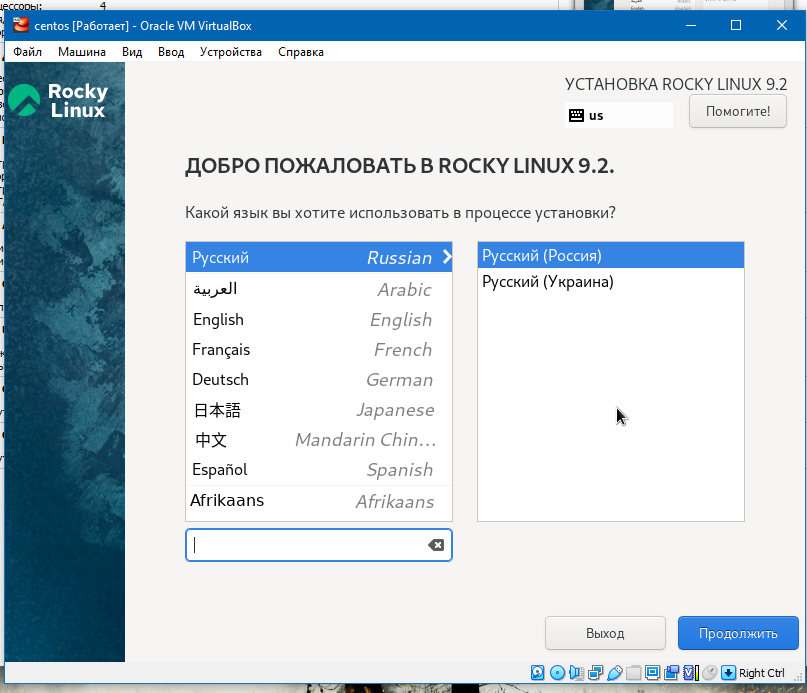 цессоры: 4
centos [Работает] - Oracle VM VirtualBox
Файл Машина Вид Ввод Устройства Справка
Rocky
Linux
УСТАНОВКА ROCKY LINUX 9.2
us
Помогите!
ДОБРО ПОЖАЛОВАТЬ В ROCKY LINUX 9.2.
Какой язык вы хотите использовать в процессе установки?
Русский Russian
العربية Arabic
English English
Français French
Deutsch German
日本語 Japanese
中文 Mandarin Chin...
Español Spanish
Afrikaans Afrikaans
Русский (Россия)
Русский (Украина)
Выход
Продолжить
Right Ctrl